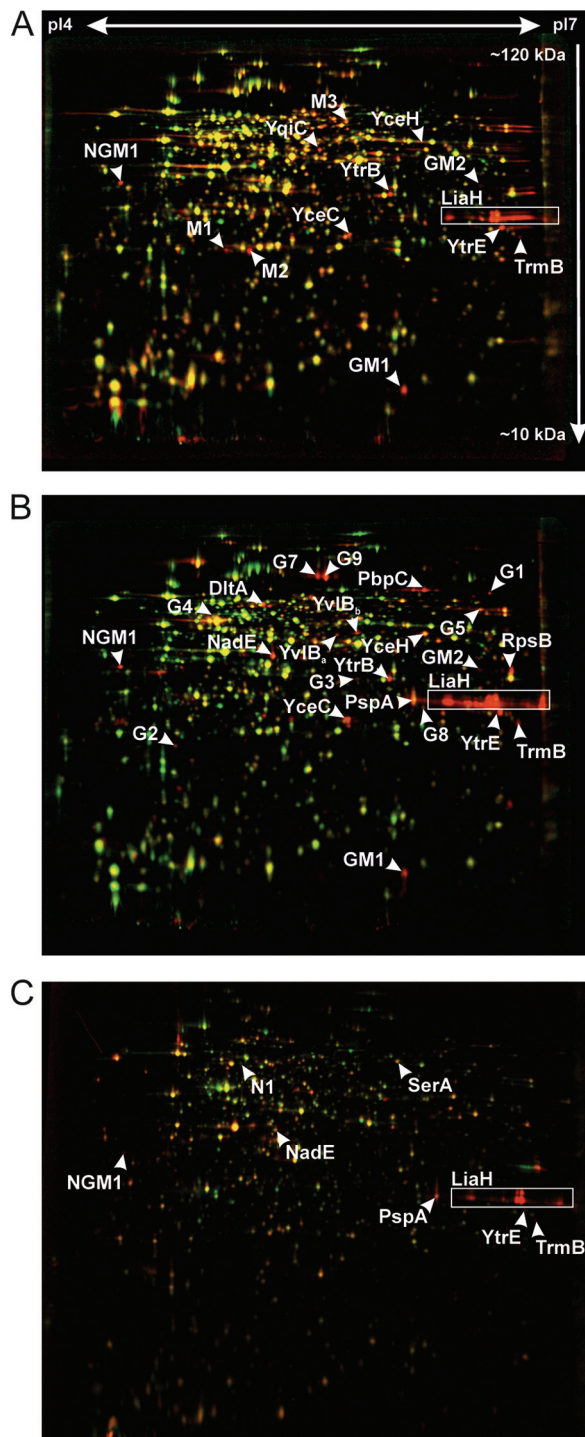 A
pI4
pI7
~120 kDa
M3
YqiC
YceH
NGM1
GM2
YtrB
LiaH
YceC
M1
YtrE
M2
TrmB
GM1
~10 kDa
B
G7
G9
PbpC
G1
DltA
G4
YvlBb
G5
NGM1
NadE
YvlBa
YceH
GM2
RpsB
YtrB
G3
LiaH
PspA
YceC
G2
G8
YtrE
TrmB
GM1
C
N1
SerA
NadE
NGM1
LiaH
PspA
YtrE
TrmB